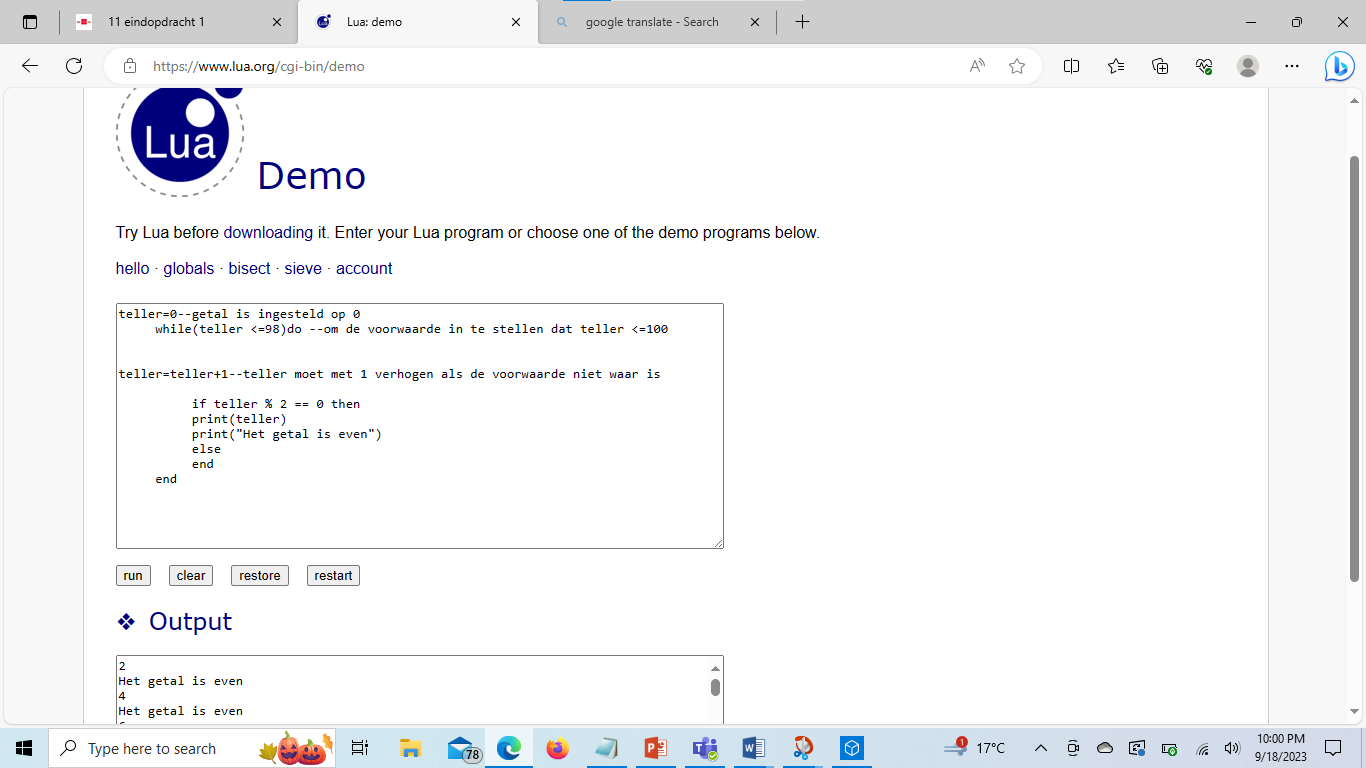 11 eindopdracht 1
Lua: demo
google translate - Search
https://www.lua.org/cgi-bin/demo
Lua
Demo
Try Lua before downloading it. Enter your Lua program or choose one of the demo programs below.
hello · globals · bisect · sieve · account
teller=0--getal is ingesteld op 0
while(teller <=98)do --om de voorwaarde in te stellen dat teller <=100
teller=teller+1--teller moet met 1 verhogen als de voorwaarde niet waar is
if teller % 2 == 0 then
print(teller)
print("Het getal is even")
else
end
end
run clear restore restart
❖ Output
2
Het getal is even
4
Het getal is even
Type here to search
78
1
17°C
10:00 PM
9/18/2023